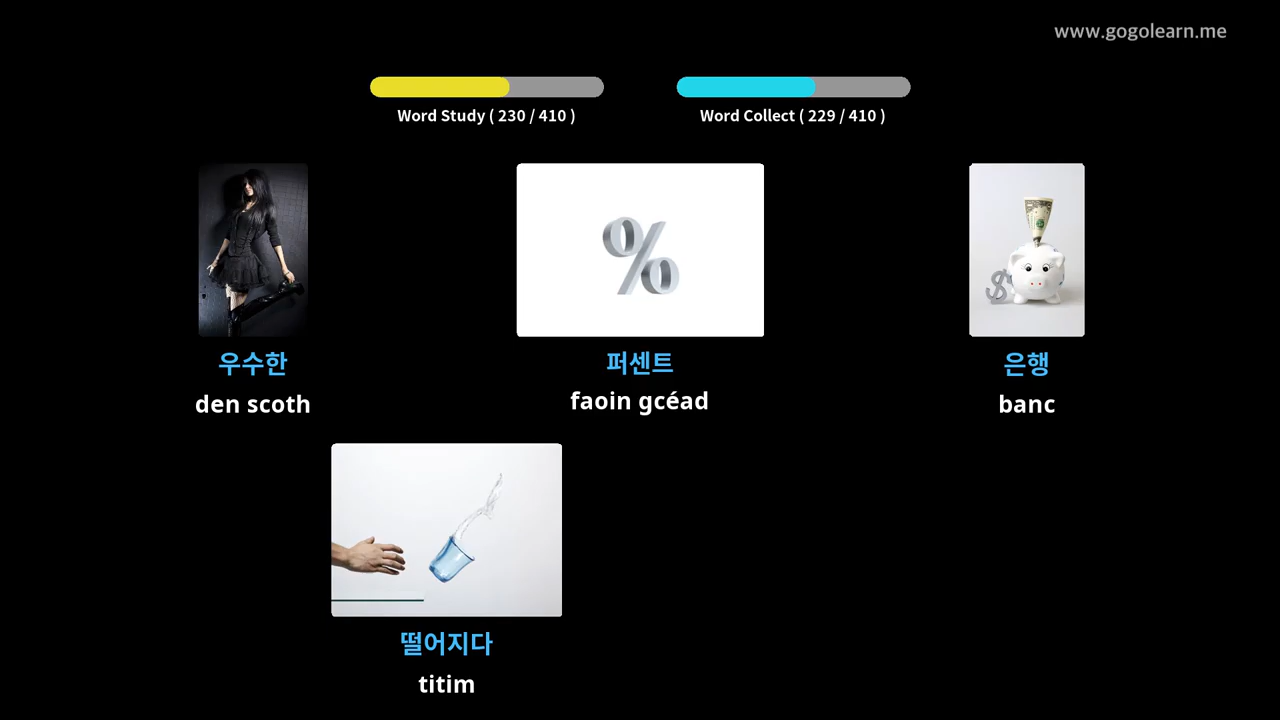 www.gogolearn.me
Word Study ( 230 / 410 )
Word Collect ( 229 / 410 )
우수한
den scoth
퍼센트
faoin gcéad
은행
banc
떨어지다
titim